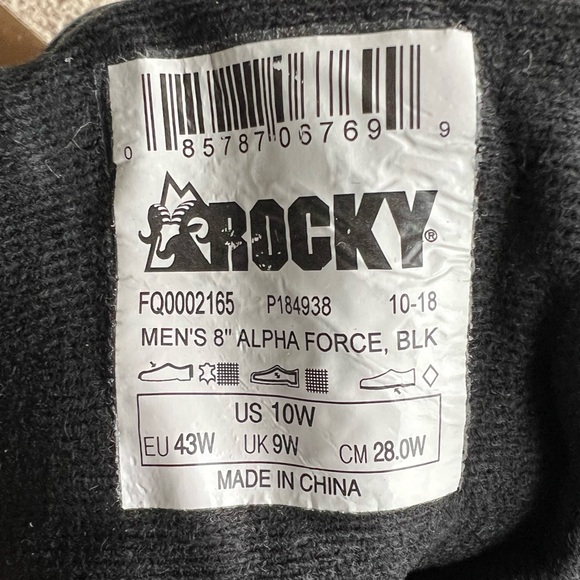 0 85787 06769 9
ROCKY®
FQ0002165 P184938 10-18
MEN'S 8" ALPHA FORCE, BLK
US 10W
EU 43W UK 9W CM 28.0W
MADE IN CHINA